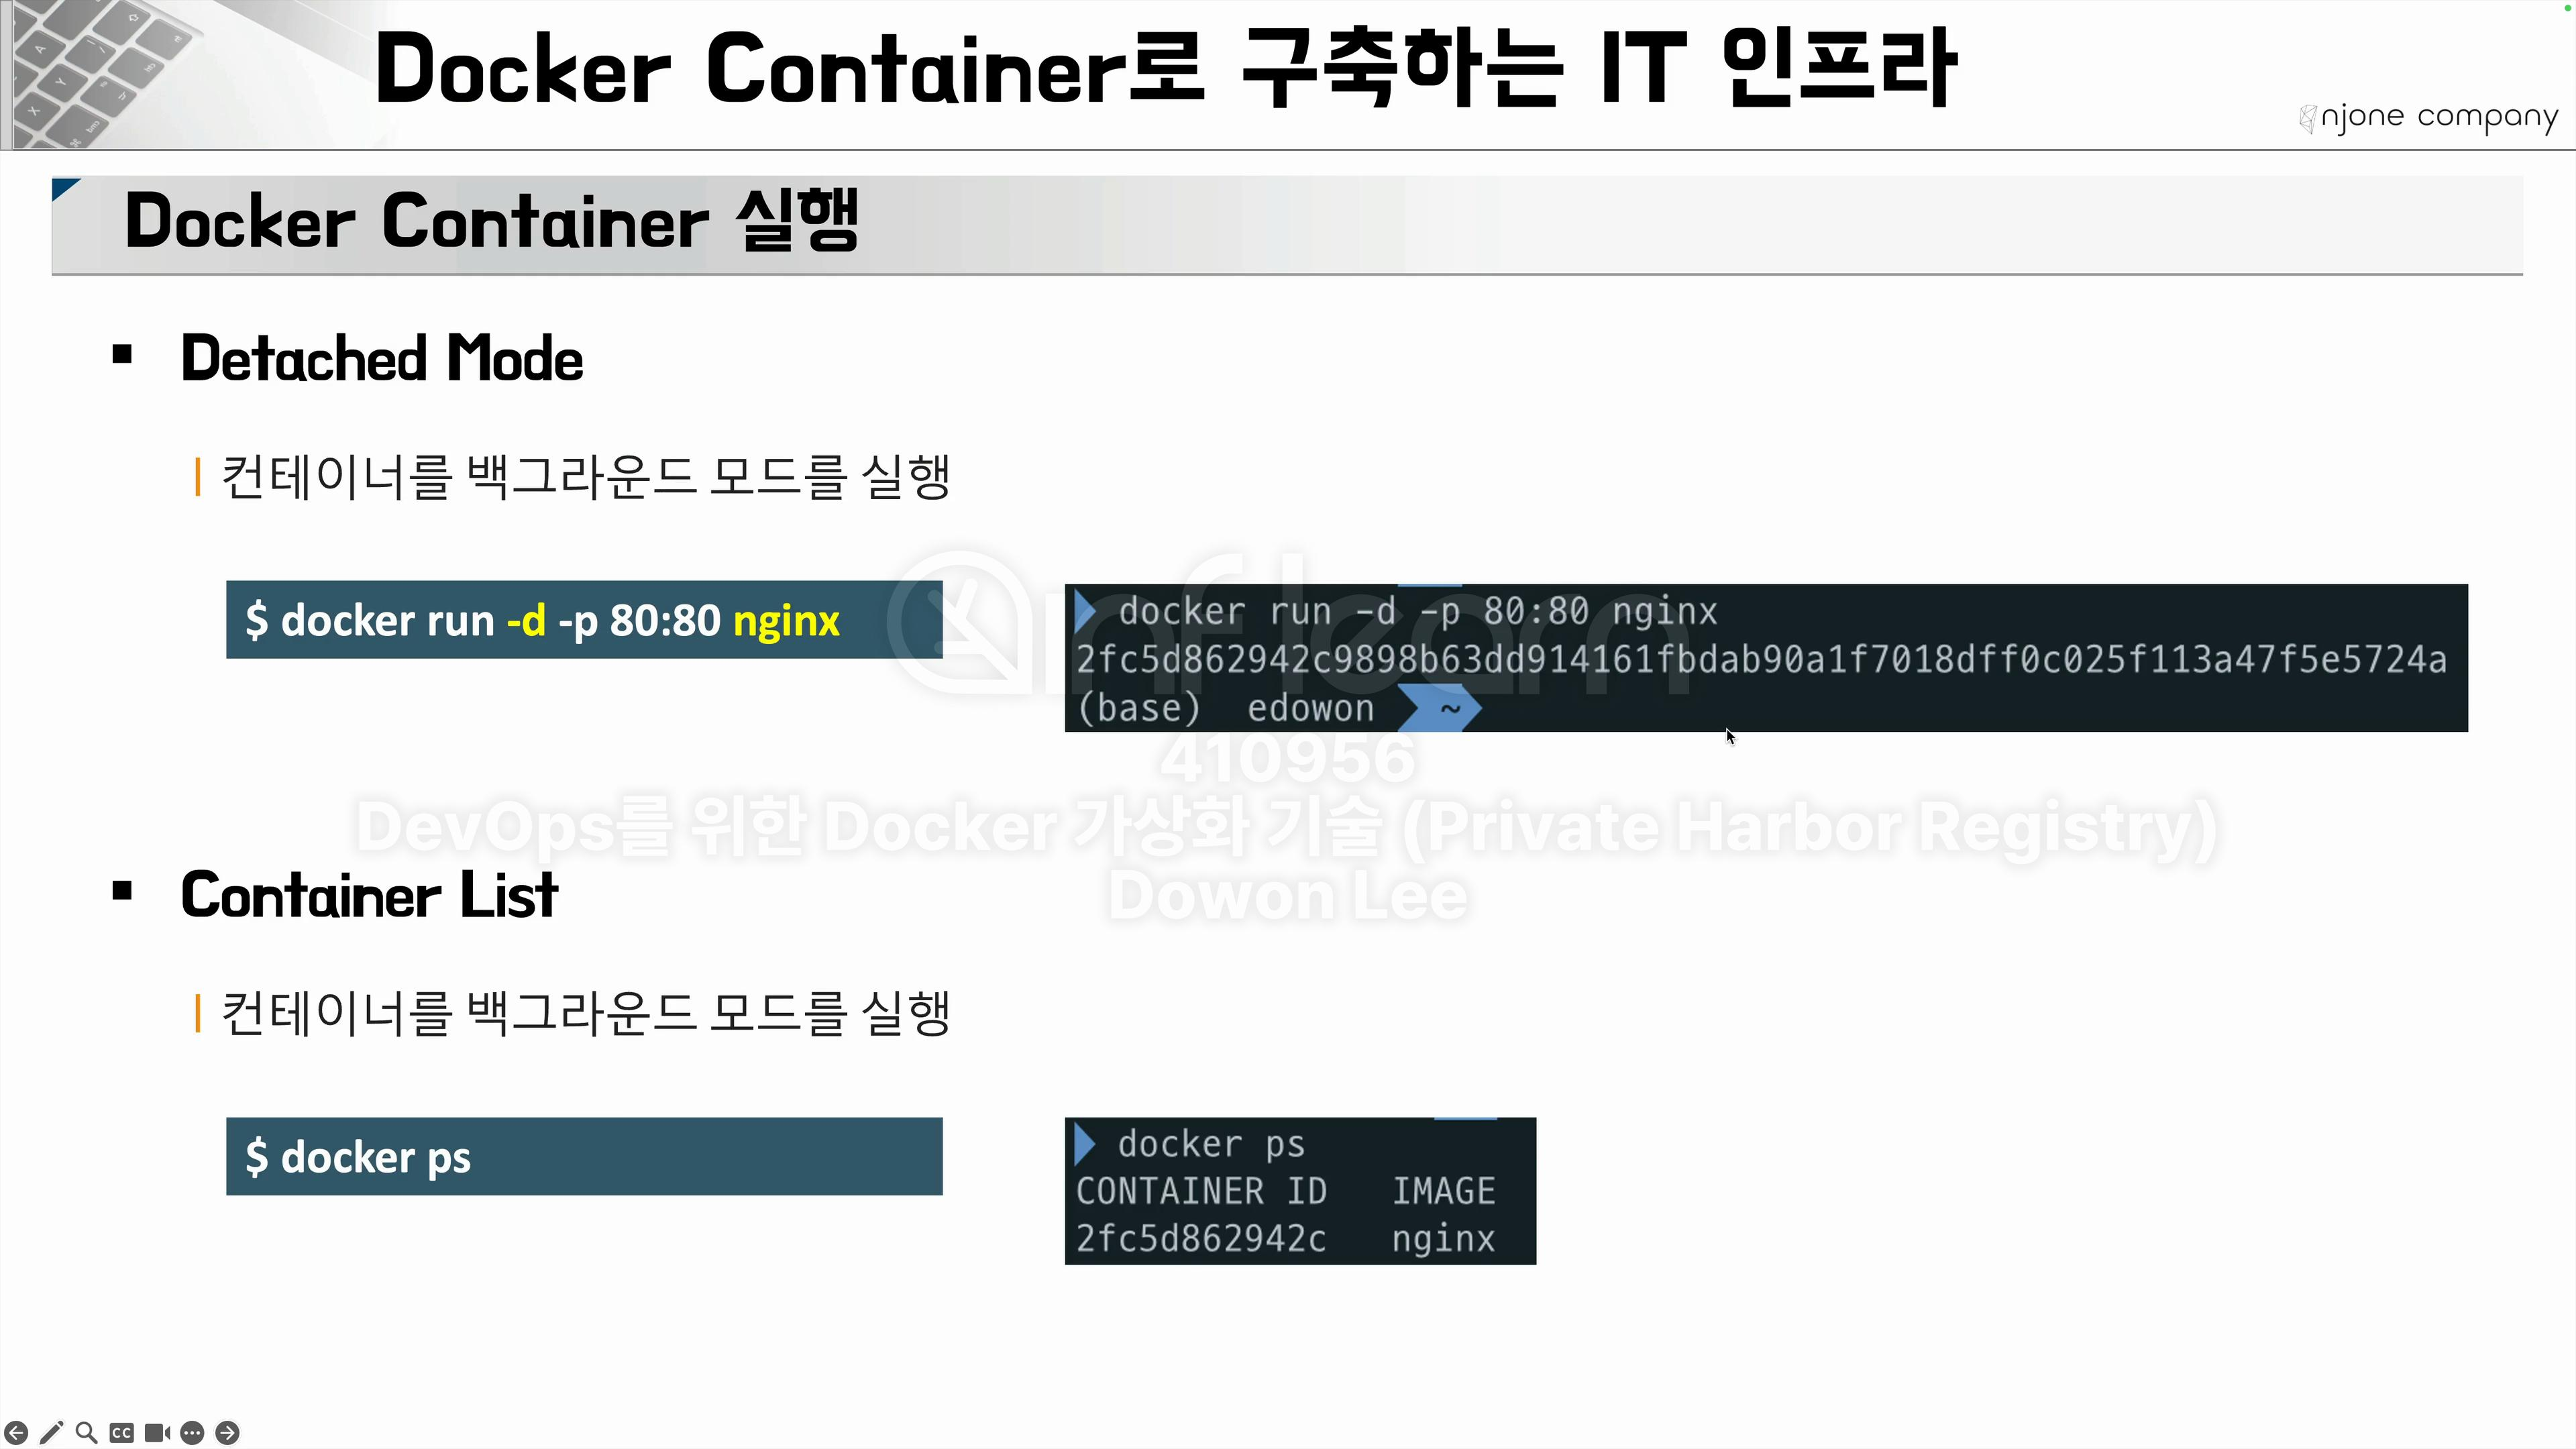 Docker Container로 구축하는 IT 인프라
njone company
Docker Container 실행
▪ Detached Mode
컨테이너를 백그라운드 모드를 실행
$ docker run -d -p 80:80 nginx
docker run -d -p 80:80 nginx
2fc5d862942c9898b63dd914161fbdab90a1f7018dff0c025f113a47f5e5724a
(base) edowon ~
inflearn
410956
DevOps를 위한 Docker 가상화 기술 (Private Harbor Registry)
Dowon Lee
▪ Container List
컨테이너를 백그라운드 모드를 실행
$ docker ps
docker ps
CONTAINER ID IMAGE
2fc5d862942c nginx
CC